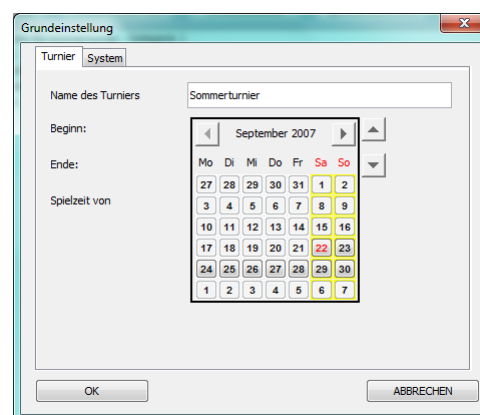 Grundeinstellung
Turnier System
Name des Turniers Sommerturnier
Beginn: September 2007
Ende: Mo Di Mi Do Fr Sa So
27 28 29 30 31 1 2
Spielzeit von 3 4 5 6 7 8 9
10 11 12 13 14 15 16
17 18 19 20 21 22 23
24 25 26 27 28 29 30
1 2 3 4 5 6 7
OK ABBRECHEN